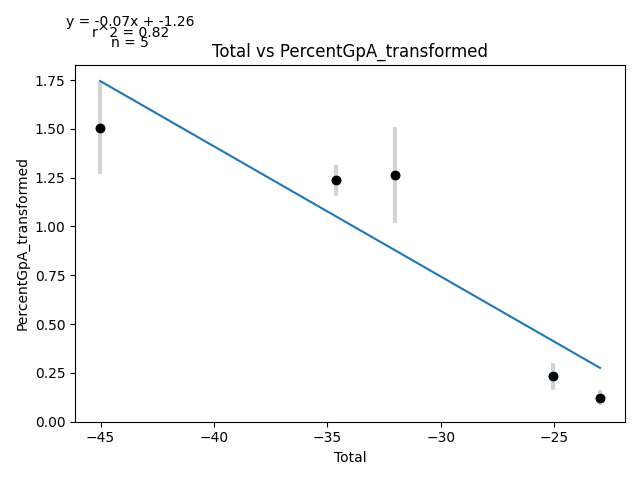 y = -0.07x + -1.26
r^2 = 0.82
n = 5
Total vs PercentGpA_transformed
PercentGpA_transformed
1.75
1.50
1.25
1.00
0.75
0.50
0.25
0.00
−45
−40
−35
−30
−25
Total